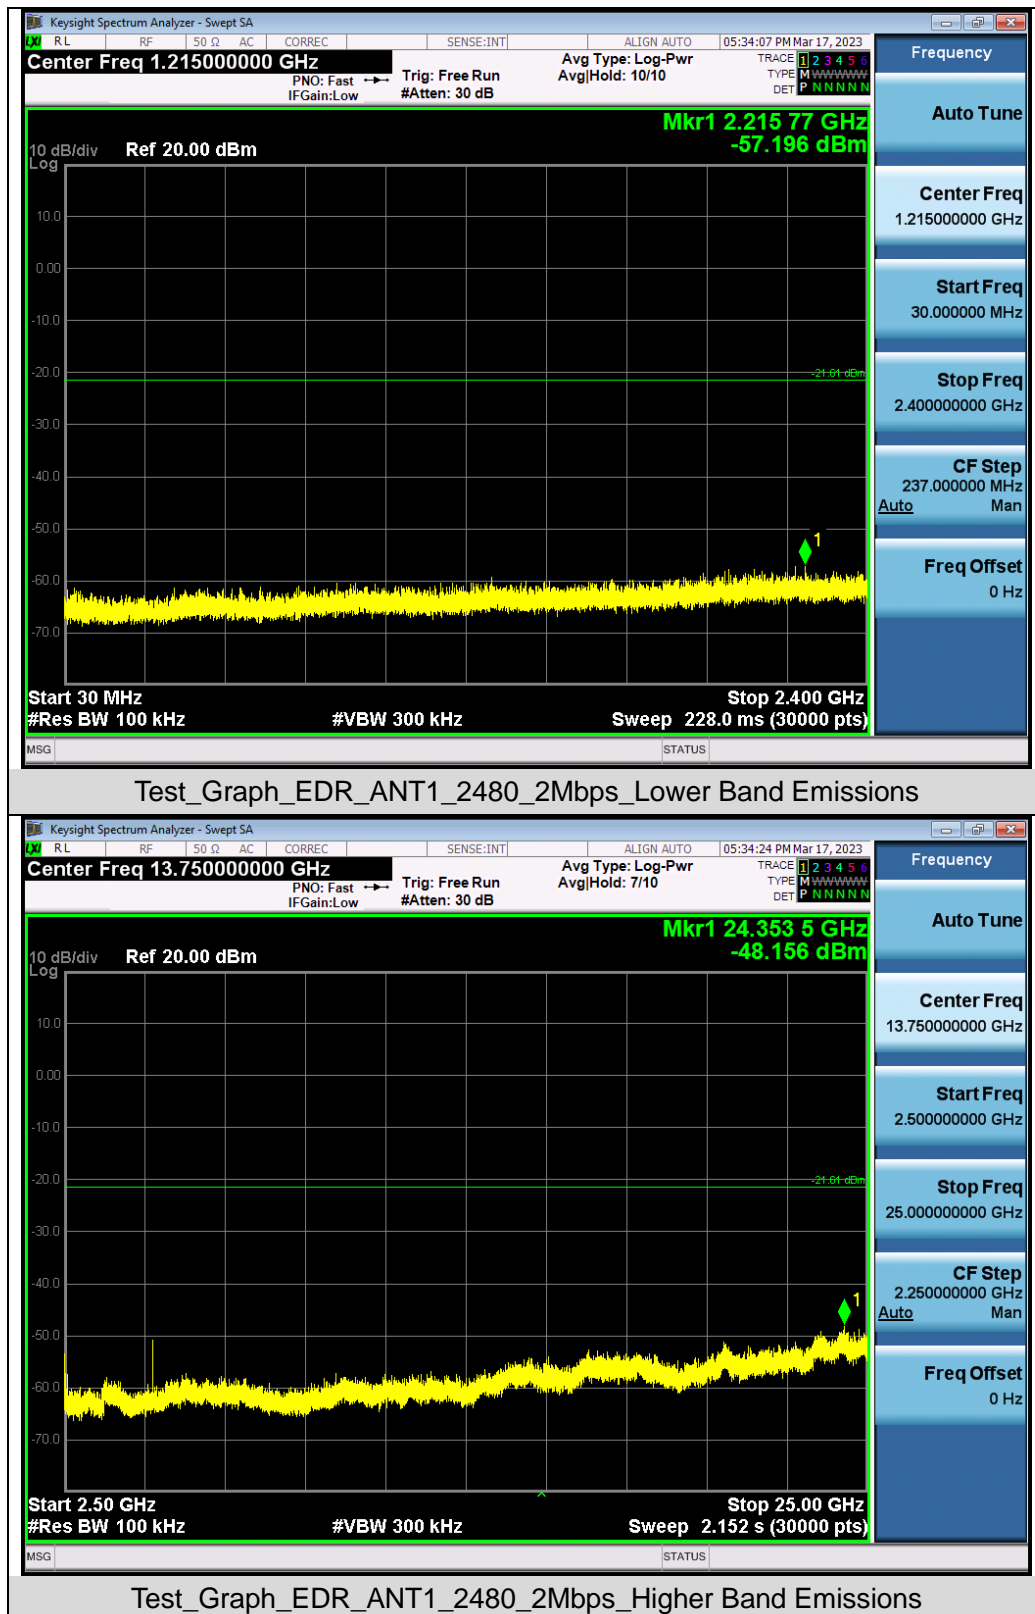 Keysight Spectrum Analyzer - Swept SA
LXI RL RF 50 Ω AC CORREC SENSE:INT ALIGN AUTO 05:34:07 PM Mar 17, 2023
Center Freq 1.215000000 GHz
PNO: Fast
IFGain:Low
Trig: Free Run
#Atten: 30 dB
Avg Type: Log-Pwr
Avg|Hold: 10/10
TRACE 1 2 3 4 5 6
TYPE M WWWWW
DET P N N N N N
Mkr1 2.215 77 GHz
-57.196 dBm
10 dB/div Ref 20.00 dBm
Log
10.0
0.00
-10.0
-20.0
-21.61 dBm
-30.0
-40.0
-50.0
1
-60.0
-70.0
Start 30 MHz Stop 2.400 GHz
#Res BW 100 kHz #VBW 300 kHz Sweep 228.0 ms (30000 pts)
MSG STATUS
Frequency
Auto Tune
Center Freq
1.215000000 GHz
Start Freq
30.000000 MHz
Stop Freq
2.400000000 GHz
CF Step
237.000000 MHz
Auto Man
Freq Offset
0 Hz
Test_Graph_EDR_ANT1_2480_2Mbps_Lower Band Emissions
Keysight Spectrum Analyzer - Swept SA
LXI RL RF 50 Ω AC CORREC SENSE:INT ALIGN AUTO 05:34:24 PM Mar 17, 2023
Center Freq 13.750000000 GHz
PNO: Fast
IFGain:Low
Trig: Free Run
#Atten: 30 dB
Avg Type: Log-Pwr
Avg|Hold: 7/10
TRACE 1 2 3 4 5 6
TYPE M WWWWW
DET P N N N N N
Mkr1 24.353 5 GHz
-48.156 dBm
10 dB/div Ref 20.00 dBm
Log
10.0
0.00
-10.0
-20.0
-21.61 dBm
-30.0
-40.0
1
-50.0
-60.0
-70.0
Start 2.50 GHz Stop 25.00 GHz
#Res BW 100 kHz #VBW 300 kHz Sweep 2.152 s (30000 pts)
MSG STATUS
Frequency
Auto Tune
Center Freq
13.750000000 GHz
Start Freq
2.500000000 GHz
Stop Freq
25.000000000 GHz
CF Step
2.250000000 GHz
Auto Man
Freq Offset
0 Hz
Test_Graph_EDR_ANT1_2480_2Mbps_Higher Band Emissions